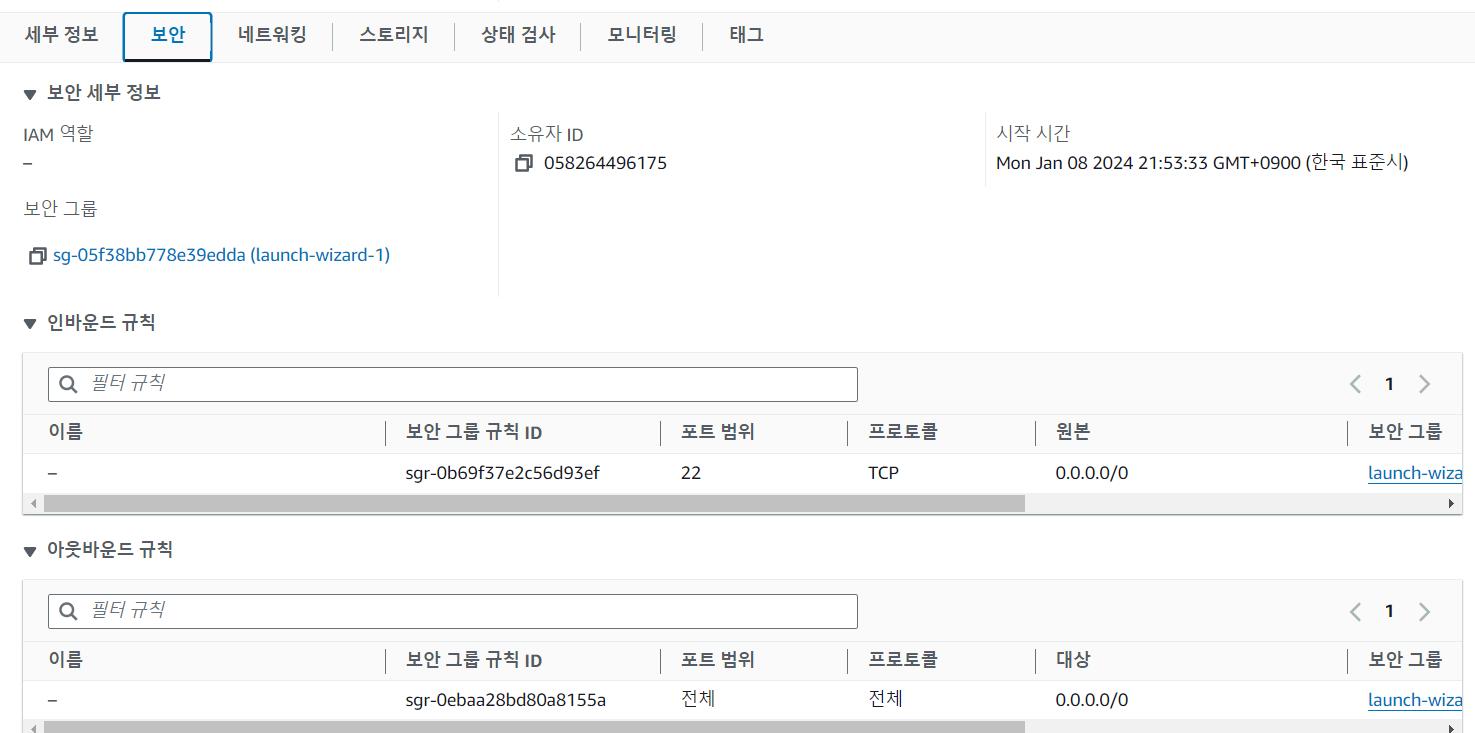 세부 정보 보안 네트워킹 스토리지 상태 검사 모니터링 태그
▼ 보안 세부 정보
IAM 역할 소유자 ID 시작 시간
– 058264496175 Mon Jan 08 2024 21:53:33 GMT+0900 (한국 표준시)
보안 그룹
sg-05f38bb778e39edda (launch-wizard-1)
▼ 인바운드 규칙
필터 규칙 1
이름 보안 그룹 규칙 ID 포트 범위 프로토콜 원본 보안 그룹
– sgr-0b69f37e2c56d93ef 22 TCP 0.0.0.0/0 launch-wiza
▼ 아웃바운드 규칙
필터 규칙 1
이름 보안 그룹 규칙 ID 포트 범위 프로토콜 대상 보안 그룹
– sgr-0ebaa28bd80a8155a 전체 전체 0.0.0.0/0 launch-wiza